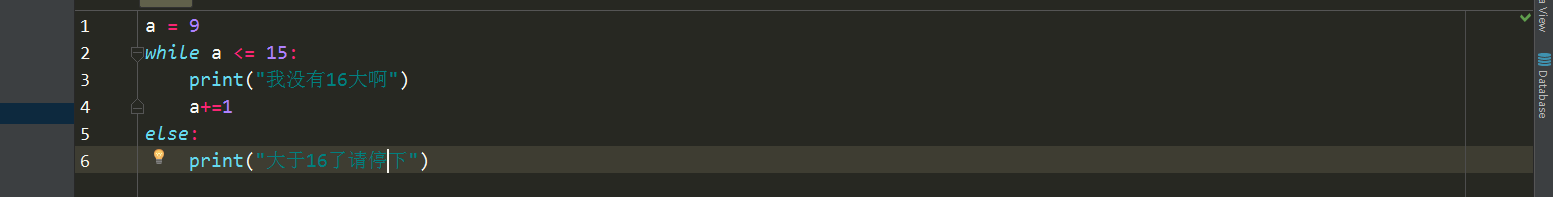 1 a = 9
2 while a <= 15:
3 print("我没有16大啊")
4 a+=1
5 else:
6 print("大于16了请停下")
a View
Database